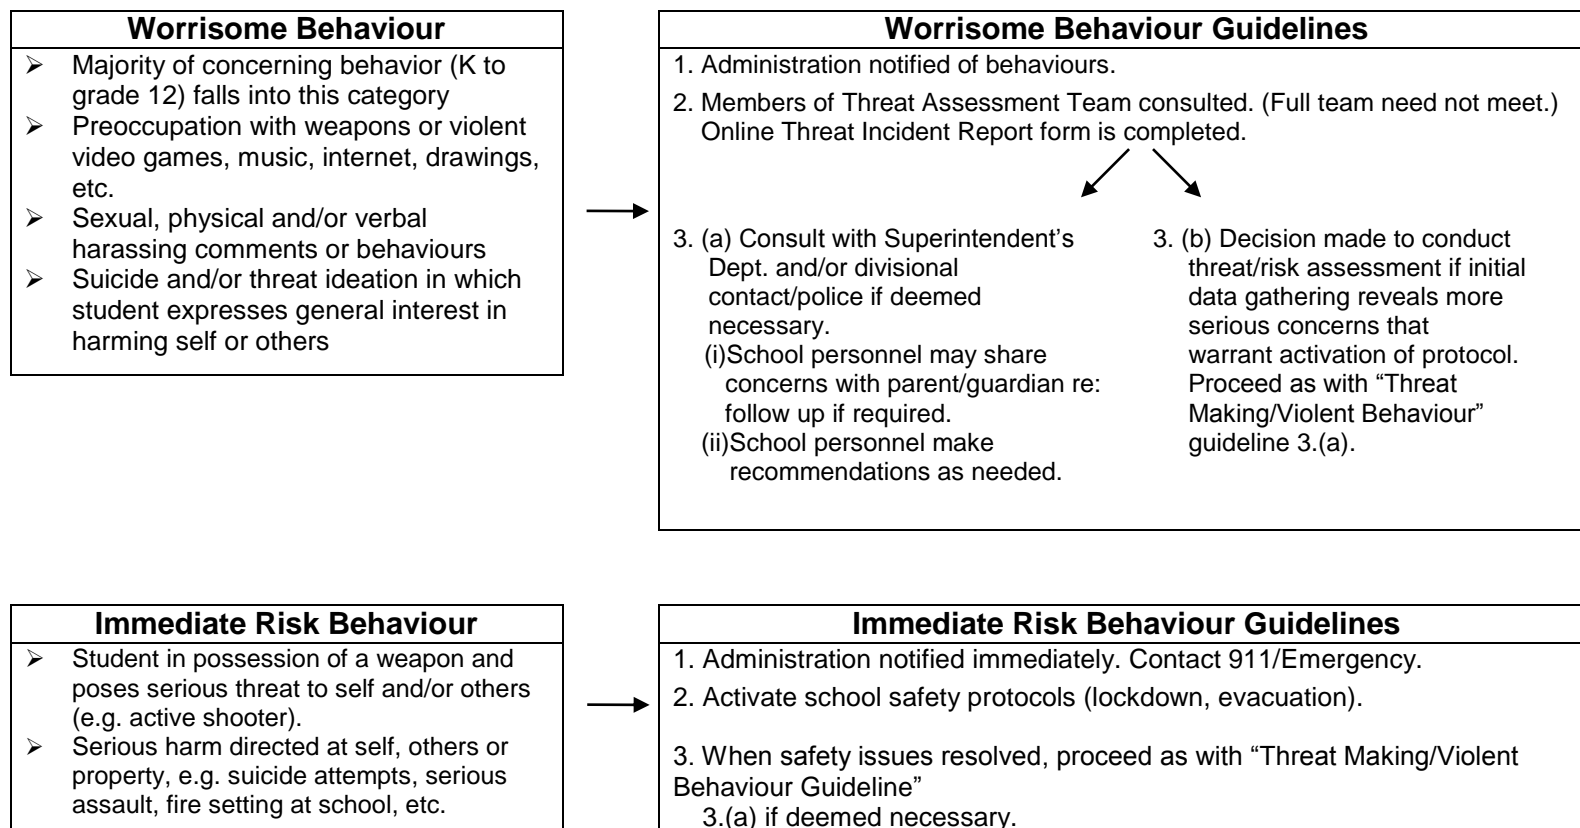 Worrisome Behaviour
➢ Majority of concerning behavior (K to
grade 12) falls into this category
➢ Preoccupation with weapons or violent
video games, music, internet, drawings,
etc.
➢ Sexual, physical and/or verbal
harassing comments or behaviours
➢ Suicide and/or threat ideation in which
student expresses general interest in
harming self or others
Worrisome Behaviour Guidelines
1. Administration notified of behaviours.
2. Members of Threat Assessment Team consulted. (Full team need not meet.)
Online Threat Incident Report form is completed.
3. (a) Consult with Superintendent’s
Dept. and/or divisional
contact/police if deemed
necessary.
(i)School personnel may share
concerns with parent/guardian re:
follow up if required.
(ii)School personnel make
recommendations as needed.
3. (b) Decision made to conduct
threat/risk assessment if initial
data gathering reveals more
serious concerns that
warrant activation of protocol.
Proceed as with “Threat
Making/Violent Behaviour”
guideline 3.(a).
Immediate Risk Behaviour
➢ Student in possession of a weapon and
poses serious threat to self and/or others
(e.g. active shooter).
➢ Serious harm directed at self, others or
property, e.g. suicide attempts, serious
assault, fire setting at school, etc.
Immediate Risk Behaviour Guidelines
1. Administration notified immediately. Contact 911/Emergency.
2. Activate school safety protocols (lockdown, evacuation).
3. When safety issues resolved, proceed as with “Threat Making/Violent
Behaviour Guideline”
3.(a) if deemed necessary.